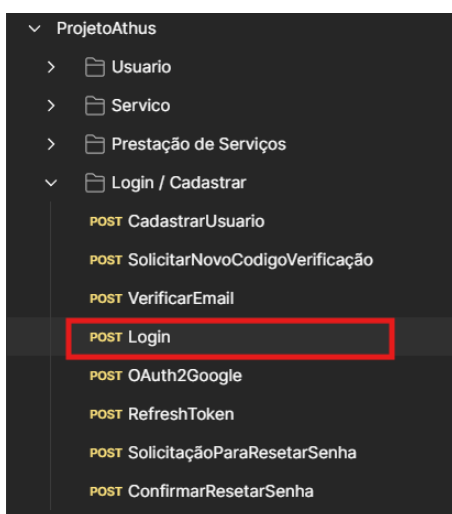 ProjetoAthus
Usuario
Servico
Prestação de Serviços
Login / Cadastrar
POST CadastrarUsuario
POST SolicitarNovoCodigoVerificação
POST VerificarEmail
POST Login
POST OAuth2Google
POST RefreshToken
POST SolicitaçãoParaResetarSenha
POST ConfirmarResetarSenha